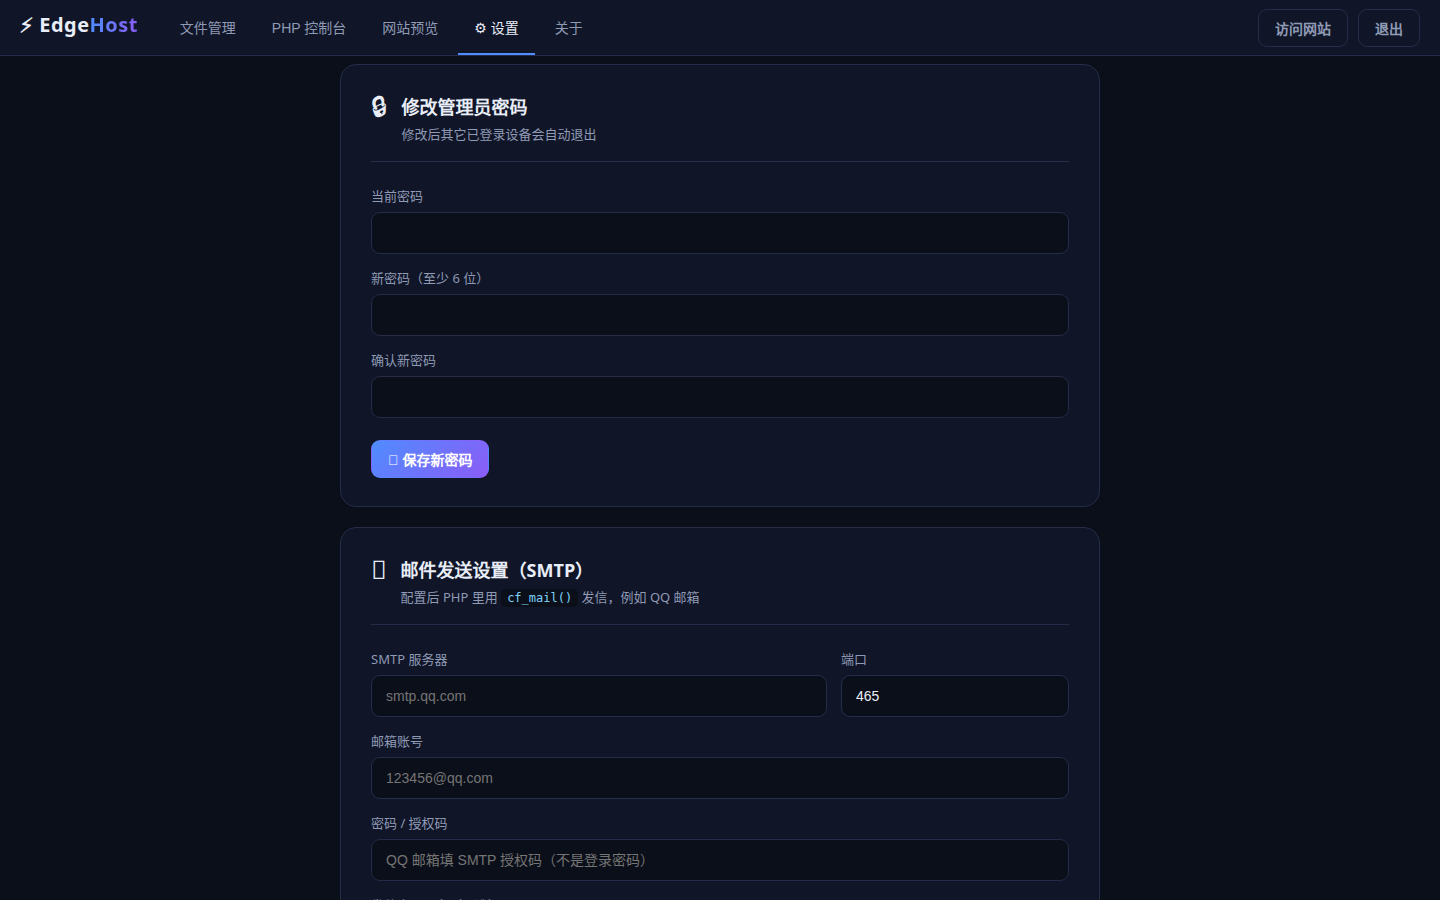 ⚡ EdgeHost
文件管理
PHP 控制台
网站预览
⚙ 设置
关于
访问网站
退出
修改管理员密码
修改后其它已登录设备会自动退出
当前密码
新密码（至少 6 位）
确认新密码
保存新密码
邮件发送设置（SMTP）
配置后 PHP 里用 cf_mail() 发信，例如 QQ 邮箱
SMTP 服务器
端口
smtp.qq.com
465
邮箱账号
123456@qq.com
密码 / 授权码
QQ 邮箱填 SMTP 授权码（不是登录密码）